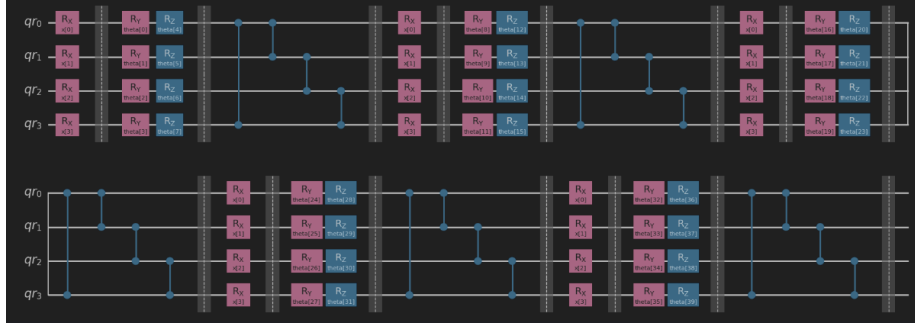 qr0 RX RY RZ RX RY RZ RX RY RZ
x[0] theta[0] theta[4] x[0] theta[8] theta[12] x[0] theta[16] theta[20]
qr1 RX RY RZ RX RY RZ RX RY RZ
x[1] theta[1] theta[5] x[1] theta[9] theta[13] x[1] theta[17] theta[21]
qr2 RX RY RZ RX RY RZ RX RY RZ
x[2] theta[2] theta[6] x[2] theta[10] theta[14] x[2] theta[18] theta[22]
qr3 RX RY RZ RX RY RZ RX RY RZ
x[3] theta[3] theta[7] x[3] theta[11] theta[15] x[3] theta[19] theta[23]
qr0 RX RY RZ RX RY RZ
x[0] theta[24] theta[28] x[0] theta[32] theta[36]
qr1 RX RY RZ RX RY RZ
x[1] theta[25] theta[29] x[1] theta[33] theta[37]
qr2 RX RY RZ RX RY RZ
x[2] theta[26] theta[30] x[2] theta[34] theta[38]
qr3 RX RY RZ RX RY RZ
x[3] theta[27] theta[31] x[3] theta[35] theta[39]